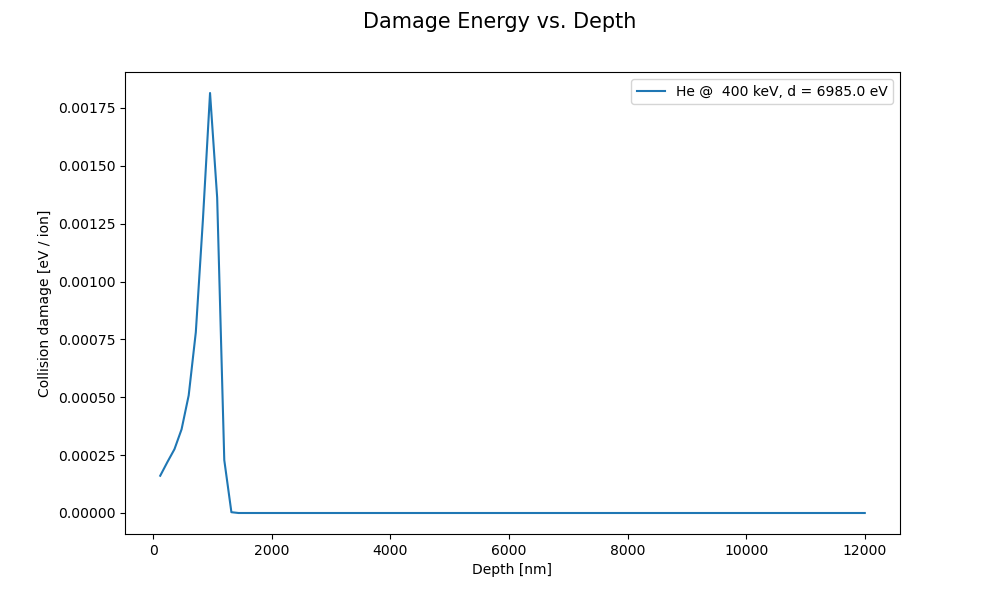 Damage Energy vs. Depth
He @  400 keV, d = 6985.0 eV
0.00175
0.00150
0.00125
0.00100
0.00075
0.00050
0.00025
0.00000
Collision damage [eV / ion]
0 2000 4000 6000 8000 10000 12000
Depth [nm]